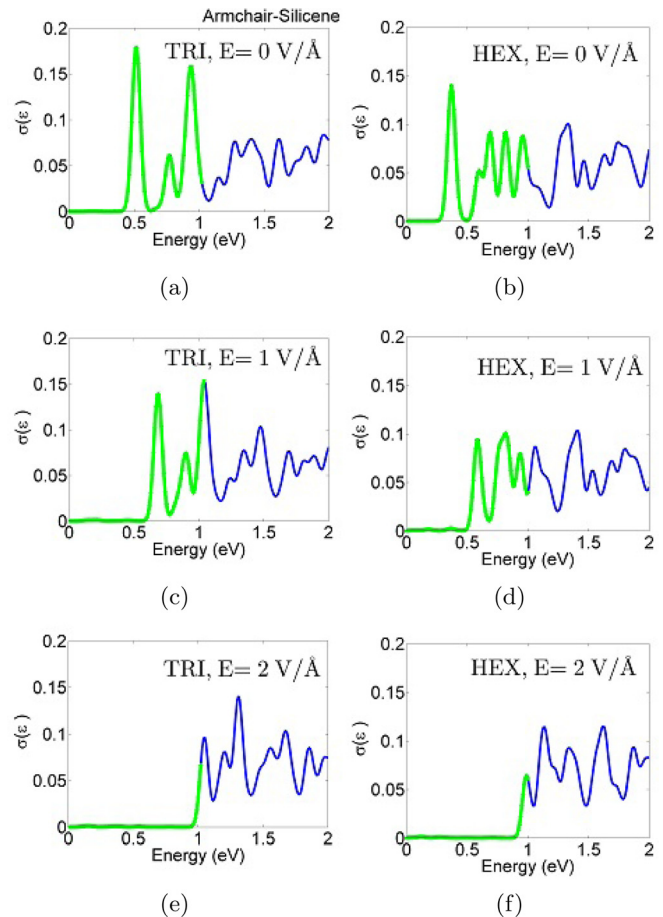 Armchair-Silicene
TRI, E= 0 V/Å
σ(ε)
0.2
0.15
0.1
0.05
0
0 0.5 1 1.5 2
Energy (eV)
(a)
HEX, E= 0 V/Å
σ(ε)
0.2
0.15
0.1
0.05
0
0 0.5 1 1.5 2
Energy (eV)
(b)
TRI, E= 1 V/Å
σ(ε)
0.2
0.15
0.1
0.05
0
0 0.5 1 1.5 2
Energy (eV)
(c)
HEX, E= 1 V/Å
σ(ε)
0.2
0.15
0.1
0.05
0
0 0.5 1 1.5 2
Energy (eV)
(d)
TRI, E= 2 V/Å
σ(ε)
0.2
0.15
0.1
0.05
0
0 0.5 1 1.5 2
Energy (eV)
(e)
HEX, E= 2 V/Å
σ(ε)
0.2
0.15
0.1
0.05
0
0 0.5 1 1.5 2
Energy (eV)
(f)